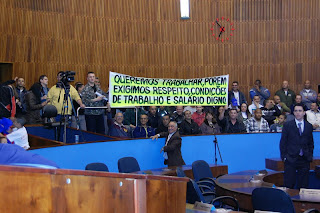 QUEREMOS TRABALHAR, PORÉM
EXIGIMOS RESPEITO, CONDIÇÕES
DE TRABALHO E SALÁRIO DIGNO